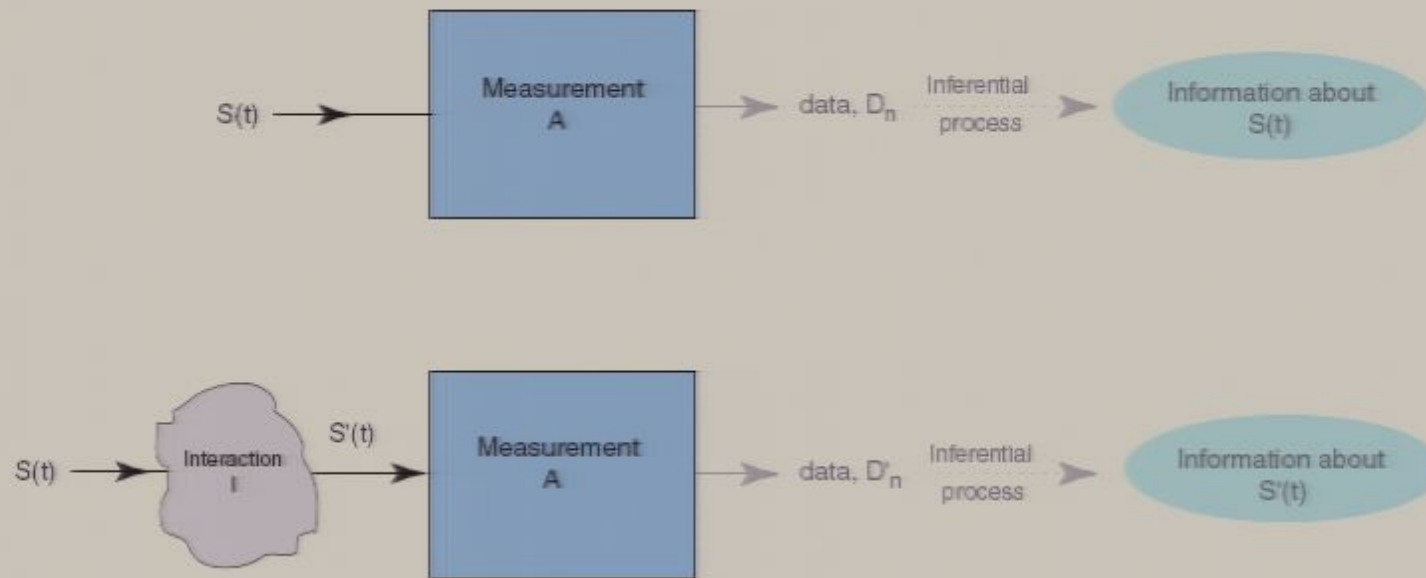 S(t)
Measurement
A
data, Dₙ
Inferential
process
Information about
S(t)
S(t)
Interaction
I
S'(t)
Measurement
A
data, D'ₙ
Inferential
process
Information about
S'(t)